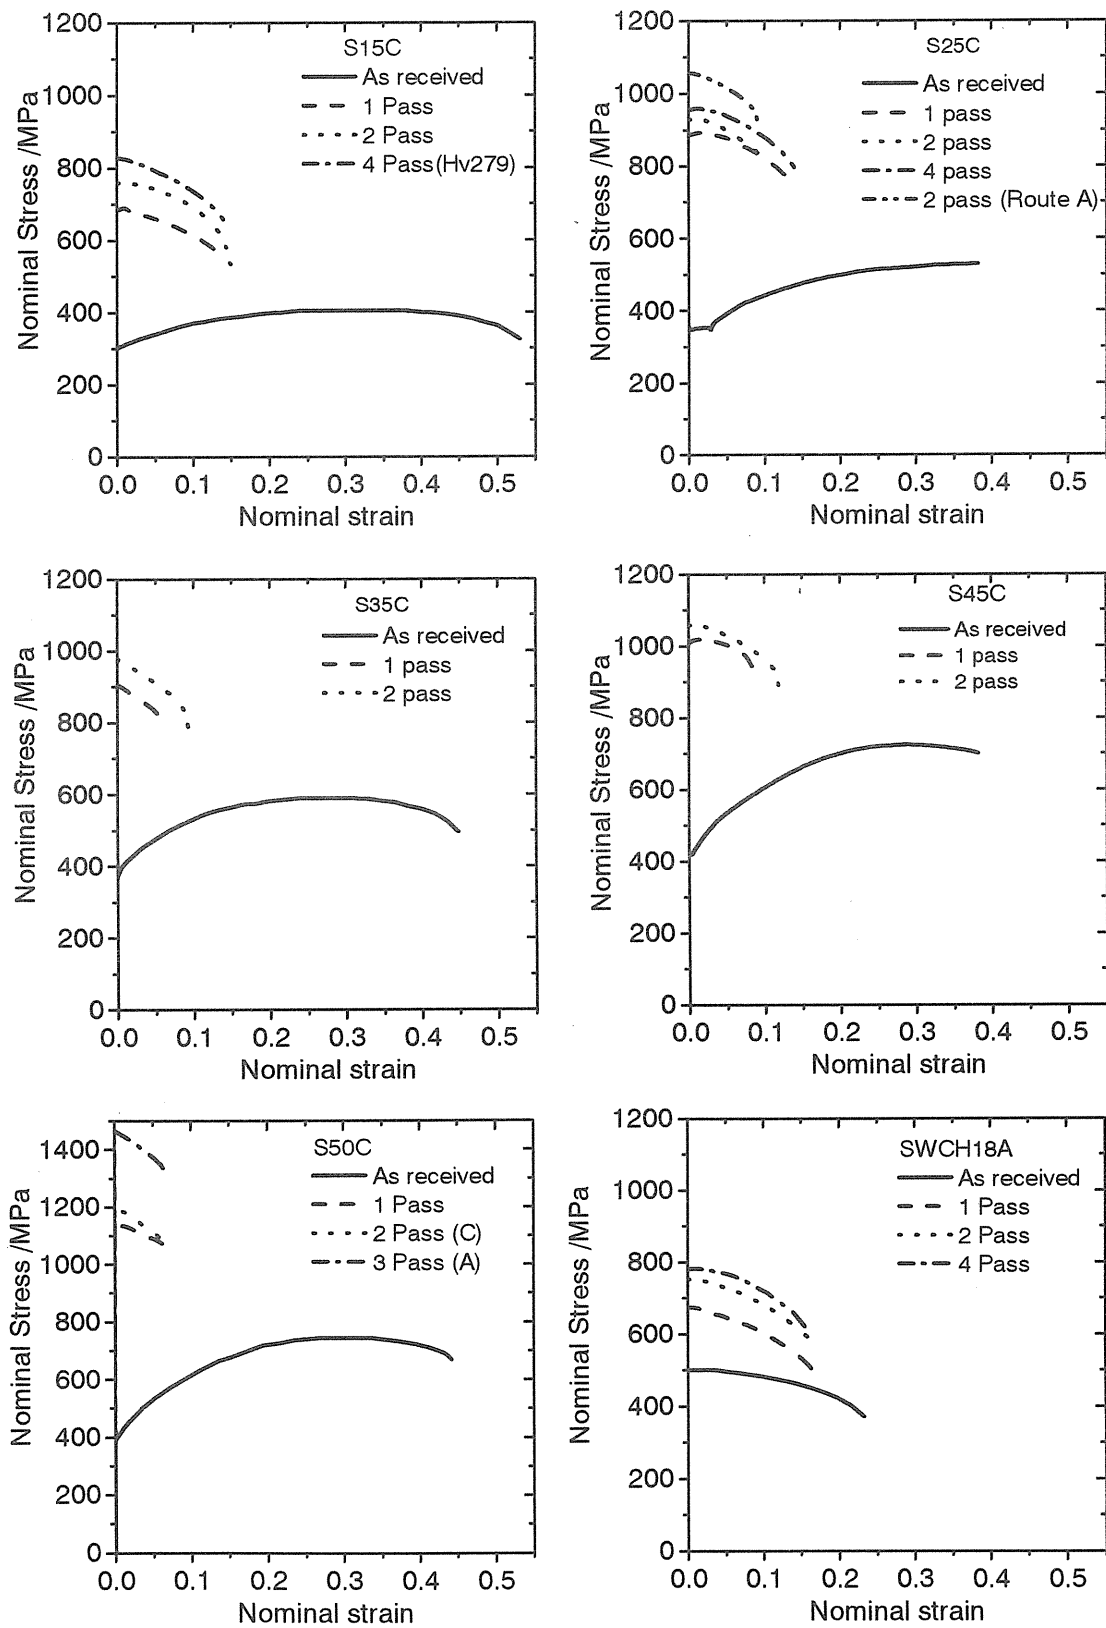 S15C
As received
1 Pass
2 Pass
4 Pass(Hv279)
Nominal Stress /MPa
1200
1000
800
600
400
200
0
0.0 0.1 0.2 0.3 0.4 0.5
Nominal strain
S25C
As received
1 pass
2 pass
4 pass
2 pass (Route A)
Nominal Stress /MPa
1200
1000
800
600
400
200
0
0.0 0.1 0.2 0.3 0.4 0.5
Nominal strain
S35C
As received
1 pass
2 pass
Nominal Stress /MPa
1200
1000
800
600
400
200
0
0.0 0.1 0.2 0.3 0.4 0.5
Nominal strain
S45C
As received
1 pass
2 pass
Nominal Stress /MPa
1200
1000
800
600
400
200
0
0.0 0.1 0.2 0.3 0.4 0.5
Nominal strain
S50C
As received
1 Pass
2 Pass (C)
3 Pass (A)
Nominal Stress /MPa
1400
1200
1000
800
600
400
200
0
0.0 0.1 0.2 0.3 0.4 0.5
Nominal strain
SWCH18A
As received
1 Pass
2 Pass
4 Pass
Nominal Stress /MPa
1200
1000
800
600
400
200
0
0.0 0.1 0.2 0.3 0.4 0.5
Nominal strain